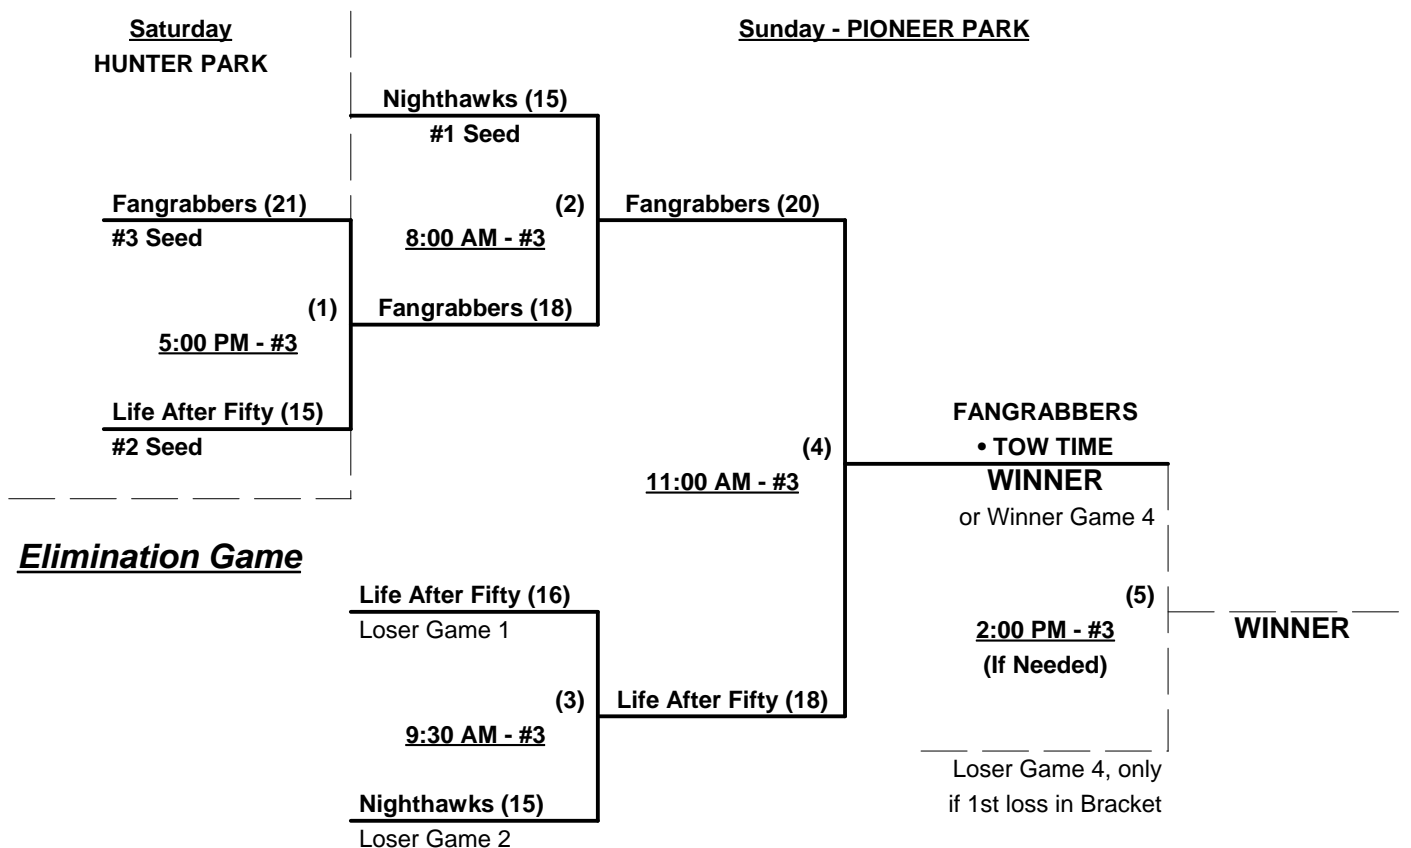 Saturday
HUNTER PARK
Sunday - PIONEER PARK
Nighthawks (15)
#1 Seed
Fangrabbers (21)
#3 Seed
(2)
8:00 AM - #3
Fangrabbers (20)
(1)
5:00 PM - #3
Fangrabbers (18)
Life After Fifty (15)
#2 Seed
(4)
11:00 AM - #3
FANGRABBERS
• TOW TIME
WINNER
or Winner Game 4
Elimination Game
Life After Fifty (16)
Loser Game 1
(5)
2:00 PM - #3
(If Needed)
WINNER
(3)
9:30 AM - #3
Life After Fifty (18)
Nighthawks (15)
Loser Game 2
Loser Game 4, only
if 1st loss in Bracket